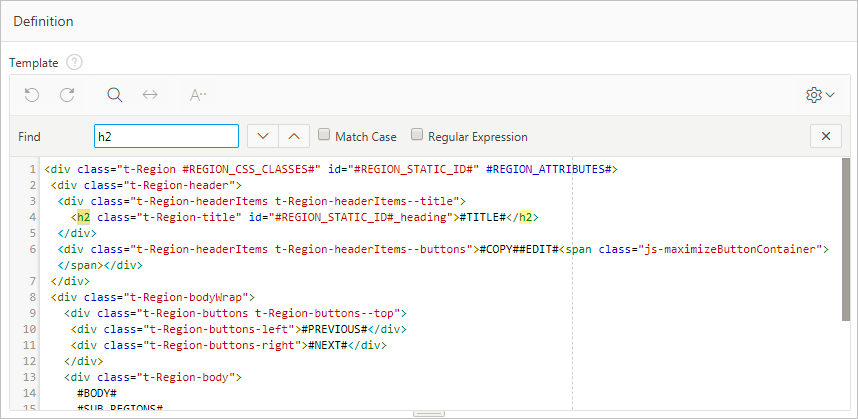 Definition
Template ?
A··
Find h2 Match Case Regular Expression ×
1 <div class="t-Region #REGION_CSS_CLASSES#" id="#REGION_STATIC_ID#" #REGION_ATTRIBUTES#>
2 <div class="t-Region-header">
3 <div class="t-Region-headerItems t-Region-headerItems--title">
4 <h2 class="t-Region-title" id="#REGION_STATIC_ID#_heading">#TITLE#</h2>
5 </div>
6 <div class="t-Region-headerItems t-Region-headerItems--buttons">#COPY##EDIT#<span class="js-maximizeButtonContainer">
</span></div>
7 </div>
8 <div class="t-Region-bodyWrap">
9 <div class="t-Region-buttons t-Region-buttons--top">
10 <div class="t-Region-buttons-left">#PREVIOUS#</div>
11 <div class="t-Region-buttons-right">#NEXT#</div>
12 </div>
13 <div class="t-Region-body">
14 #BODY#
15 #SUB_REGIONS#